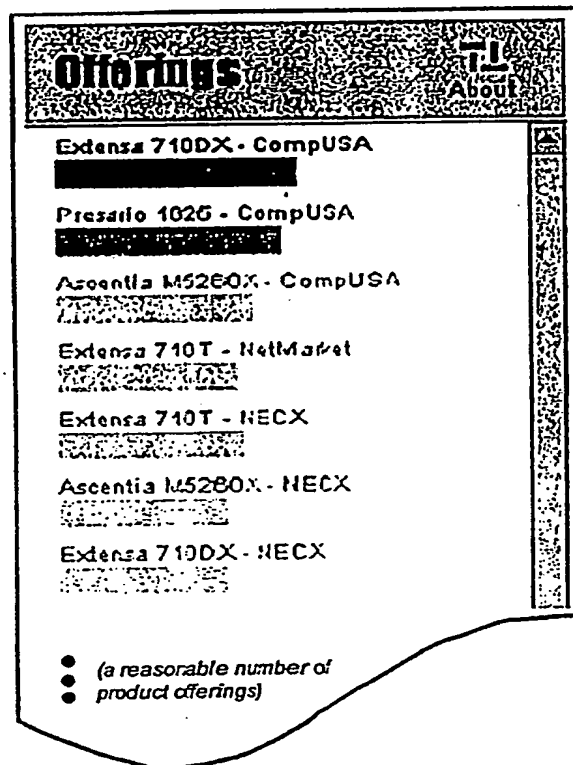 Offerings
About
Extensa 710DX - CompUSA
Presario 1020 - CompUSA
Ascentia M5260X - CompUSA
Extensa 710T - NetMarket
Extensa 710T - NECX
Ascentia M5260X - NECX
Extensa 710DX - NECX
(a reasonable number of
product offerings)